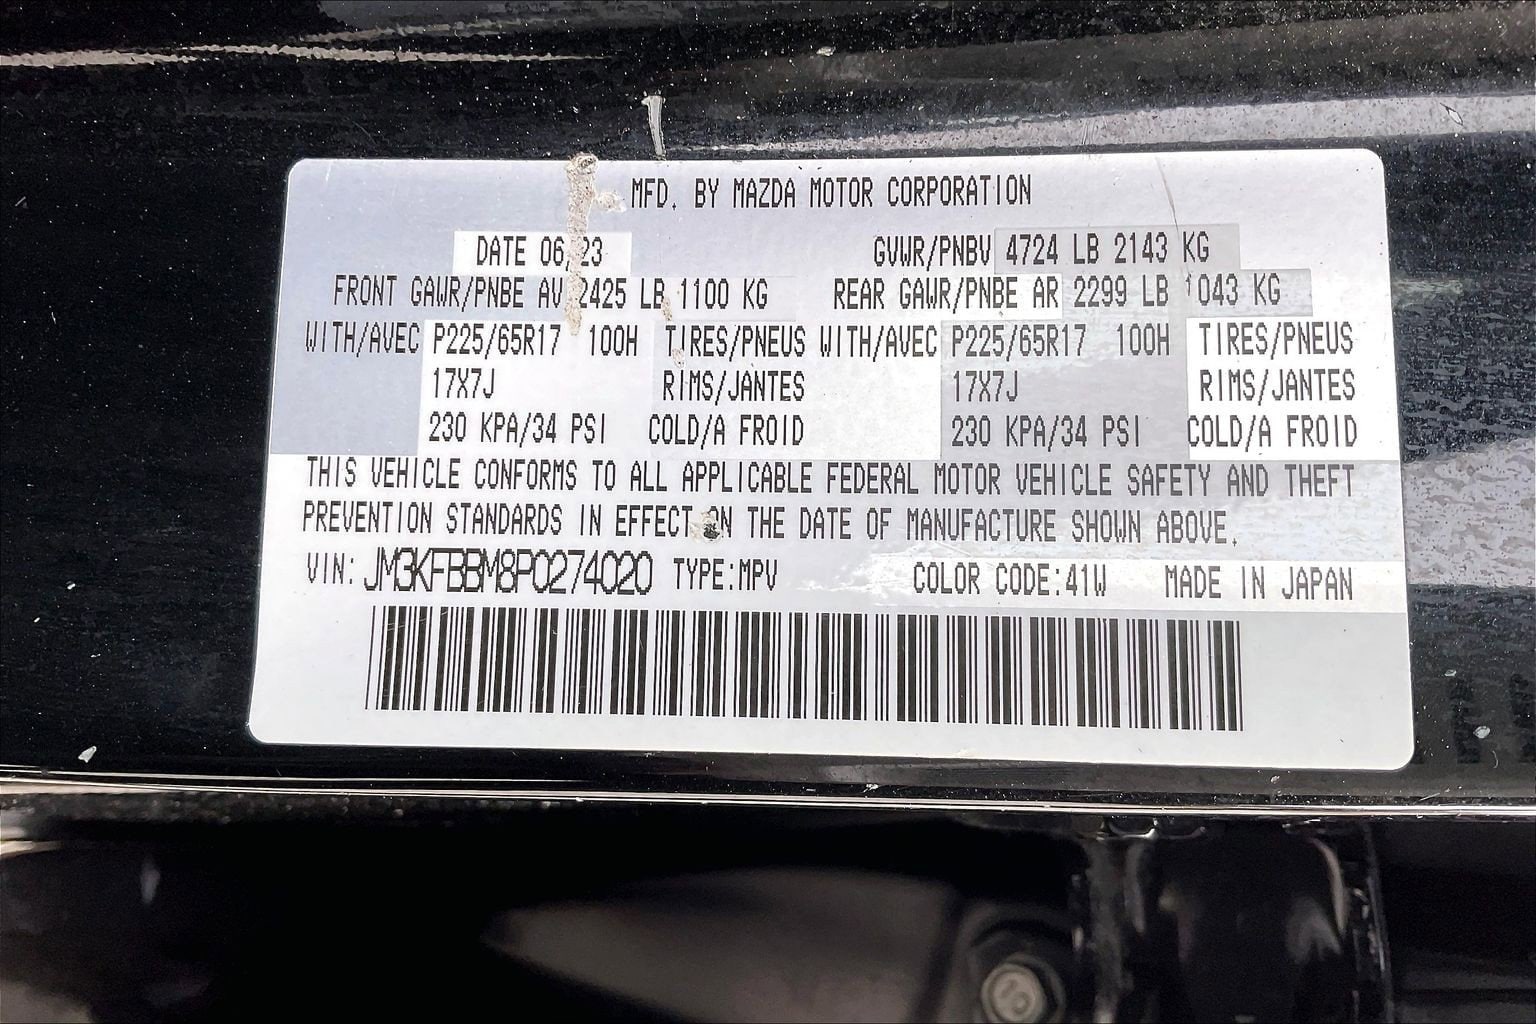 MFD. BY MAZDA MOTOR CORPORATION
DATE 06/23 GVWR/PNBV 4724 LB 2143 KG
FRONT GAWR/PNBE AV 2425 LB 1100 KG REAR GAWR/PNBE AR 2299 LB 1043 KG
WITH/AVEC P225/65R17 100H TIRES/PNEUS WITH/AVEC P225/65R17 100H TIRES/PNEUS
17X7J RIMS/JANTES 17X7J RIMS/JANTES
230 KPA/34 PSI COLD/A FROID 230 KPA/34 PSI COLD/A FROID
THIS VEHICLE CONFORMS TO ALL APPLICABLE FEDERAL MOTOR VEHICLE SAFETY AND THEFT
PREVENTION STANDARDS IN EFFECT ON THE DATE OF MANUFACTURE SHOWN ABOVE.
VIN: JM3KFBBM8P0274020 TYPE:MPV COLOR CODE:41W MADE IN JAPAN